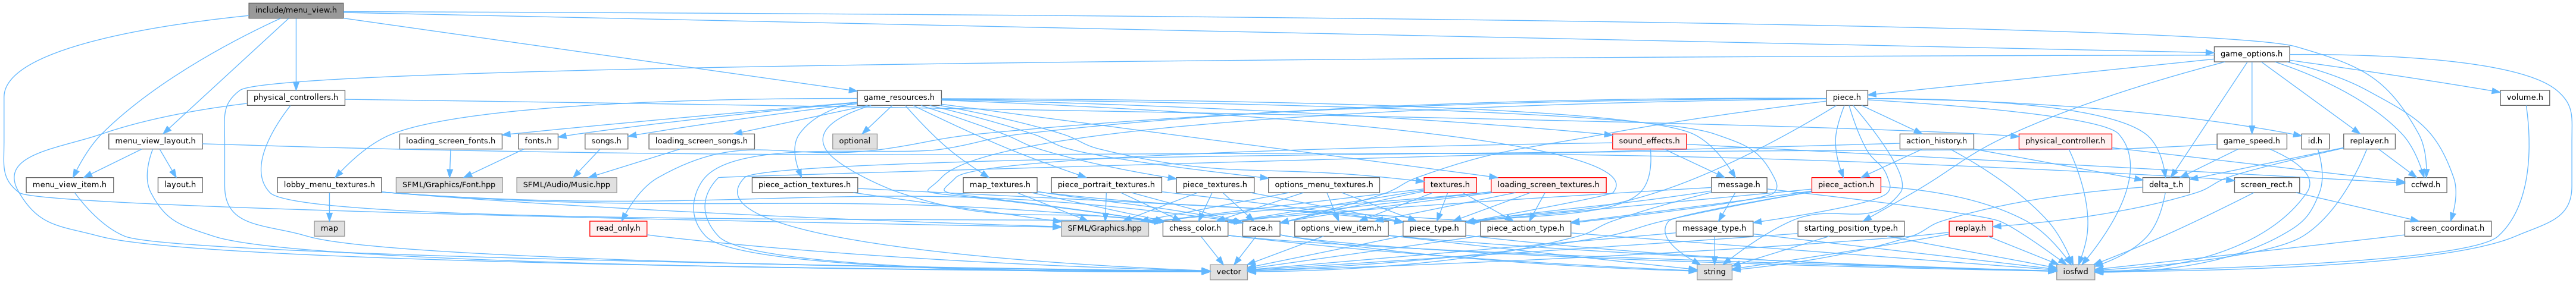 include/menu_view.h
game_options.h
physical_controllers.h
game_resources.h
piece.h
volume.h
menu_view_layout.h
loading_screen_fonts.h
fonts.h
songs.h
loading_screen_songs.h
optional
sound_effects.h
action_history.h
physical_controller.h
game_speed.h
id.h
replayer.h
menu_view_item.h
layout.h
lobby_menu_textures.h
SFML/Graphics/Font.hpp
SFML/Audio/Music.hpp
piece_action_textures.h
map_textures.h
piece_portrait_textures.h
piece_textures.h
options_menu_textures.h
textures.h
loading_screen_textures.h
message.h
piece_action.h
delta_t.h
screen_rect.h
ccfwd.h
map
read_only.h
SFML/Graphics.hpp
chess_color.h
race.h
options_view_item.h
piece_type.h
piece_action_type.h
message_type.h
starting_position_type.h
replay.h
screen_coordinat.h
vector
string
iosfwd